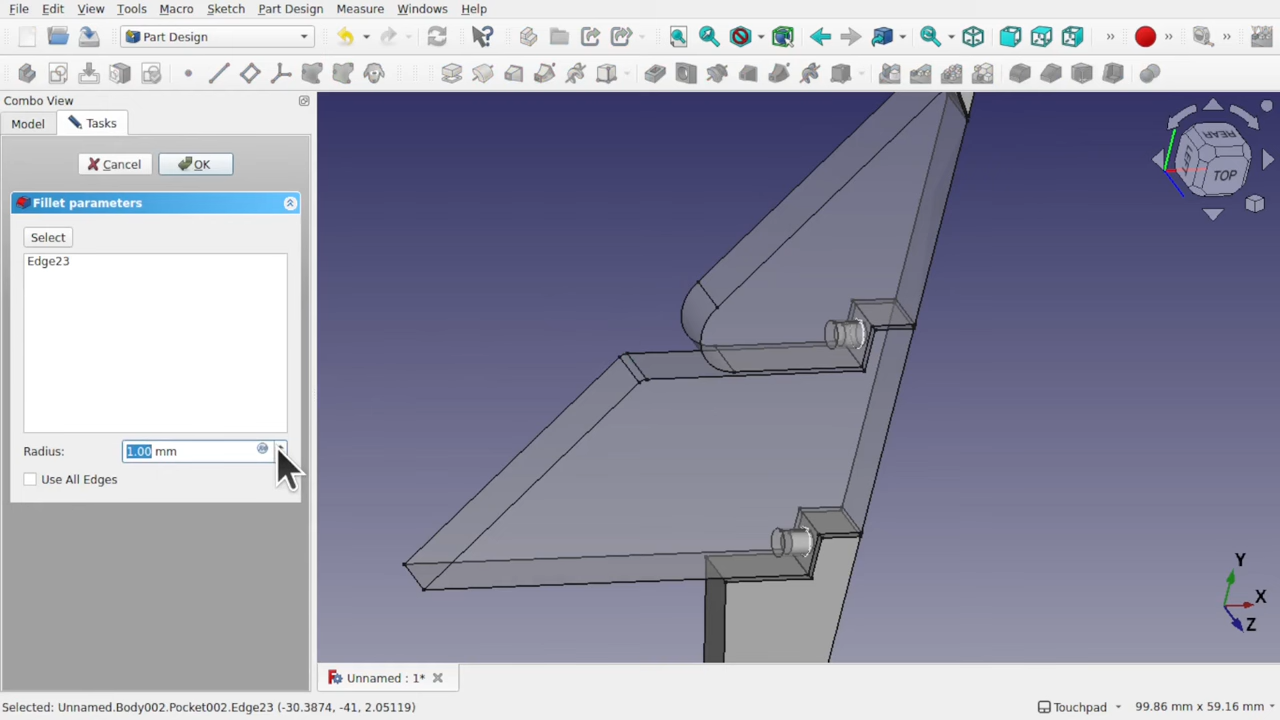 File Edit View Tools Macro Sketch Part Design Measure Windows Help
Part Design
Combo View
Model Tasks
Cancel OK
Fillet parameters
Select
Edge23
Radius: 1.00 mm
Use All Edges
REAR
TOP
Y
X
Z
Unnamed : 1*
Selected: Unnamed.Body002.Pocket002.Edge23 (-30.3874, -41, 2.05119) Touchpad 99.86 mm x 59.16 mm